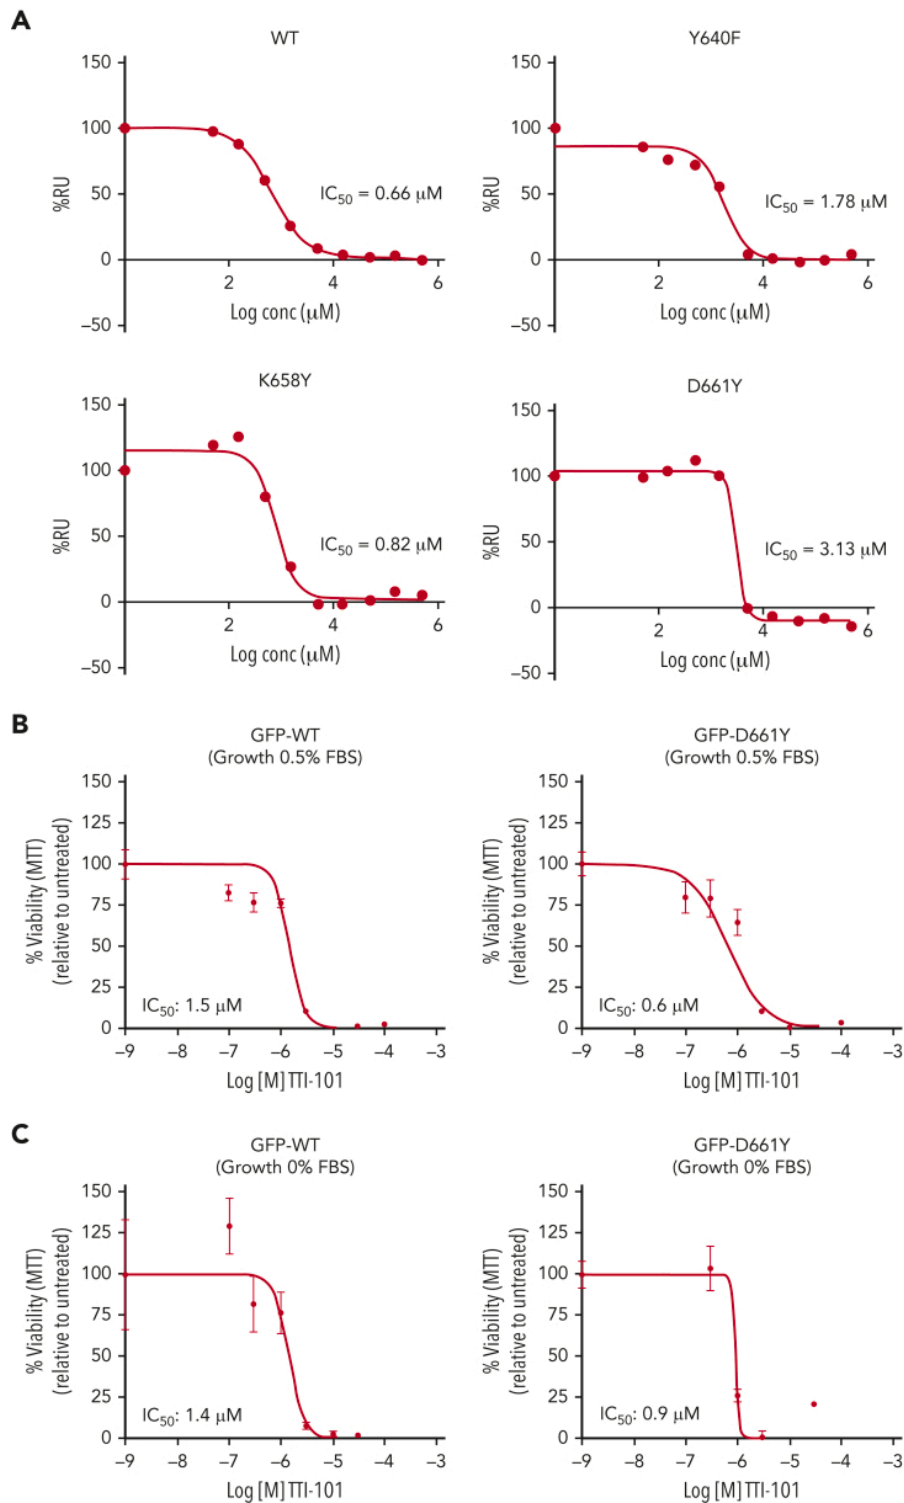 A
WT
150
100
50
0
−50
2
4
6
%RU
Log conc (μM)
IC50 = 0.66 μM
Y640F
150
100
50
0
−50
2
4
6
%RU
Log conc (μM)
IC50 = 1.78 μM
K658Y
150
100
50
0
−50
2
4
6
%RU
Log conc (μM)
IC50 = 0.82 μM
D661Y
150
100
50
0
−50
2
4
6
%RU
Log conc (μM)
IC50 = 3.13 μM
B
GFP-WT
(Growth 0.5% FBS)
150
125
100
75
50
25
0
% Viability (MTT)
(relative to untreated)
IC50: 1.5 μM
−9 −8 −7 −6 −5 −4 −3
Log [M] TTI-101
GFP-D661Y
(Growth 0.5% FBS)
150
125
100
75
50
25
0
% Viability (MTT)
(relative to untreated)
IC50: 0.6 μM
−9 −8 −7 −6 −5 −4 −3
Log [M] TTI-101
C
GFP-WT
(Growth 0% FBS)
150
125
100
75
50
25
0
% Viability (MTT)
(relative to untreated)
IC50: 1.4 μM
−9 −8 −7 −6 −5 −4 −3
Log [M] TTI-101
GFP-D661Y
(Growth 0% FBS)
150
125
100
75
50
25
0
% Viability (MTT)
(relative to untreated)
IC50: 0.9 μM
−9 −8 −7 −6 −5 −4 −3
Log [M] TTI-101